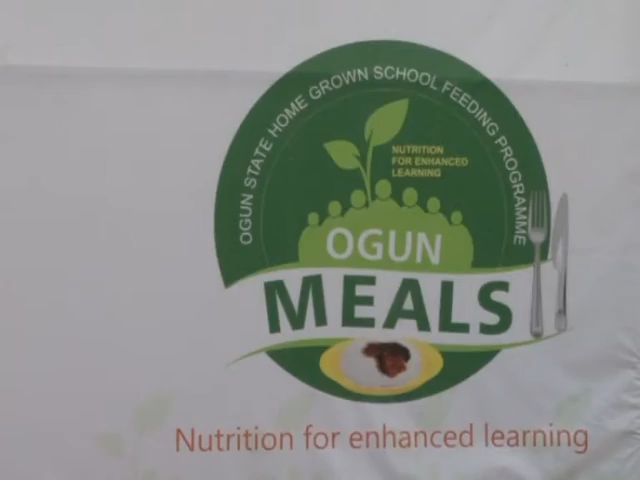 OGUN STATE HOME GROWN SCHOOL FEEDING PROGRAMME
NUTRITION
FOR ENHANCED
LEARNING
OGUN
MEALS
Nutrition for enhanced learning